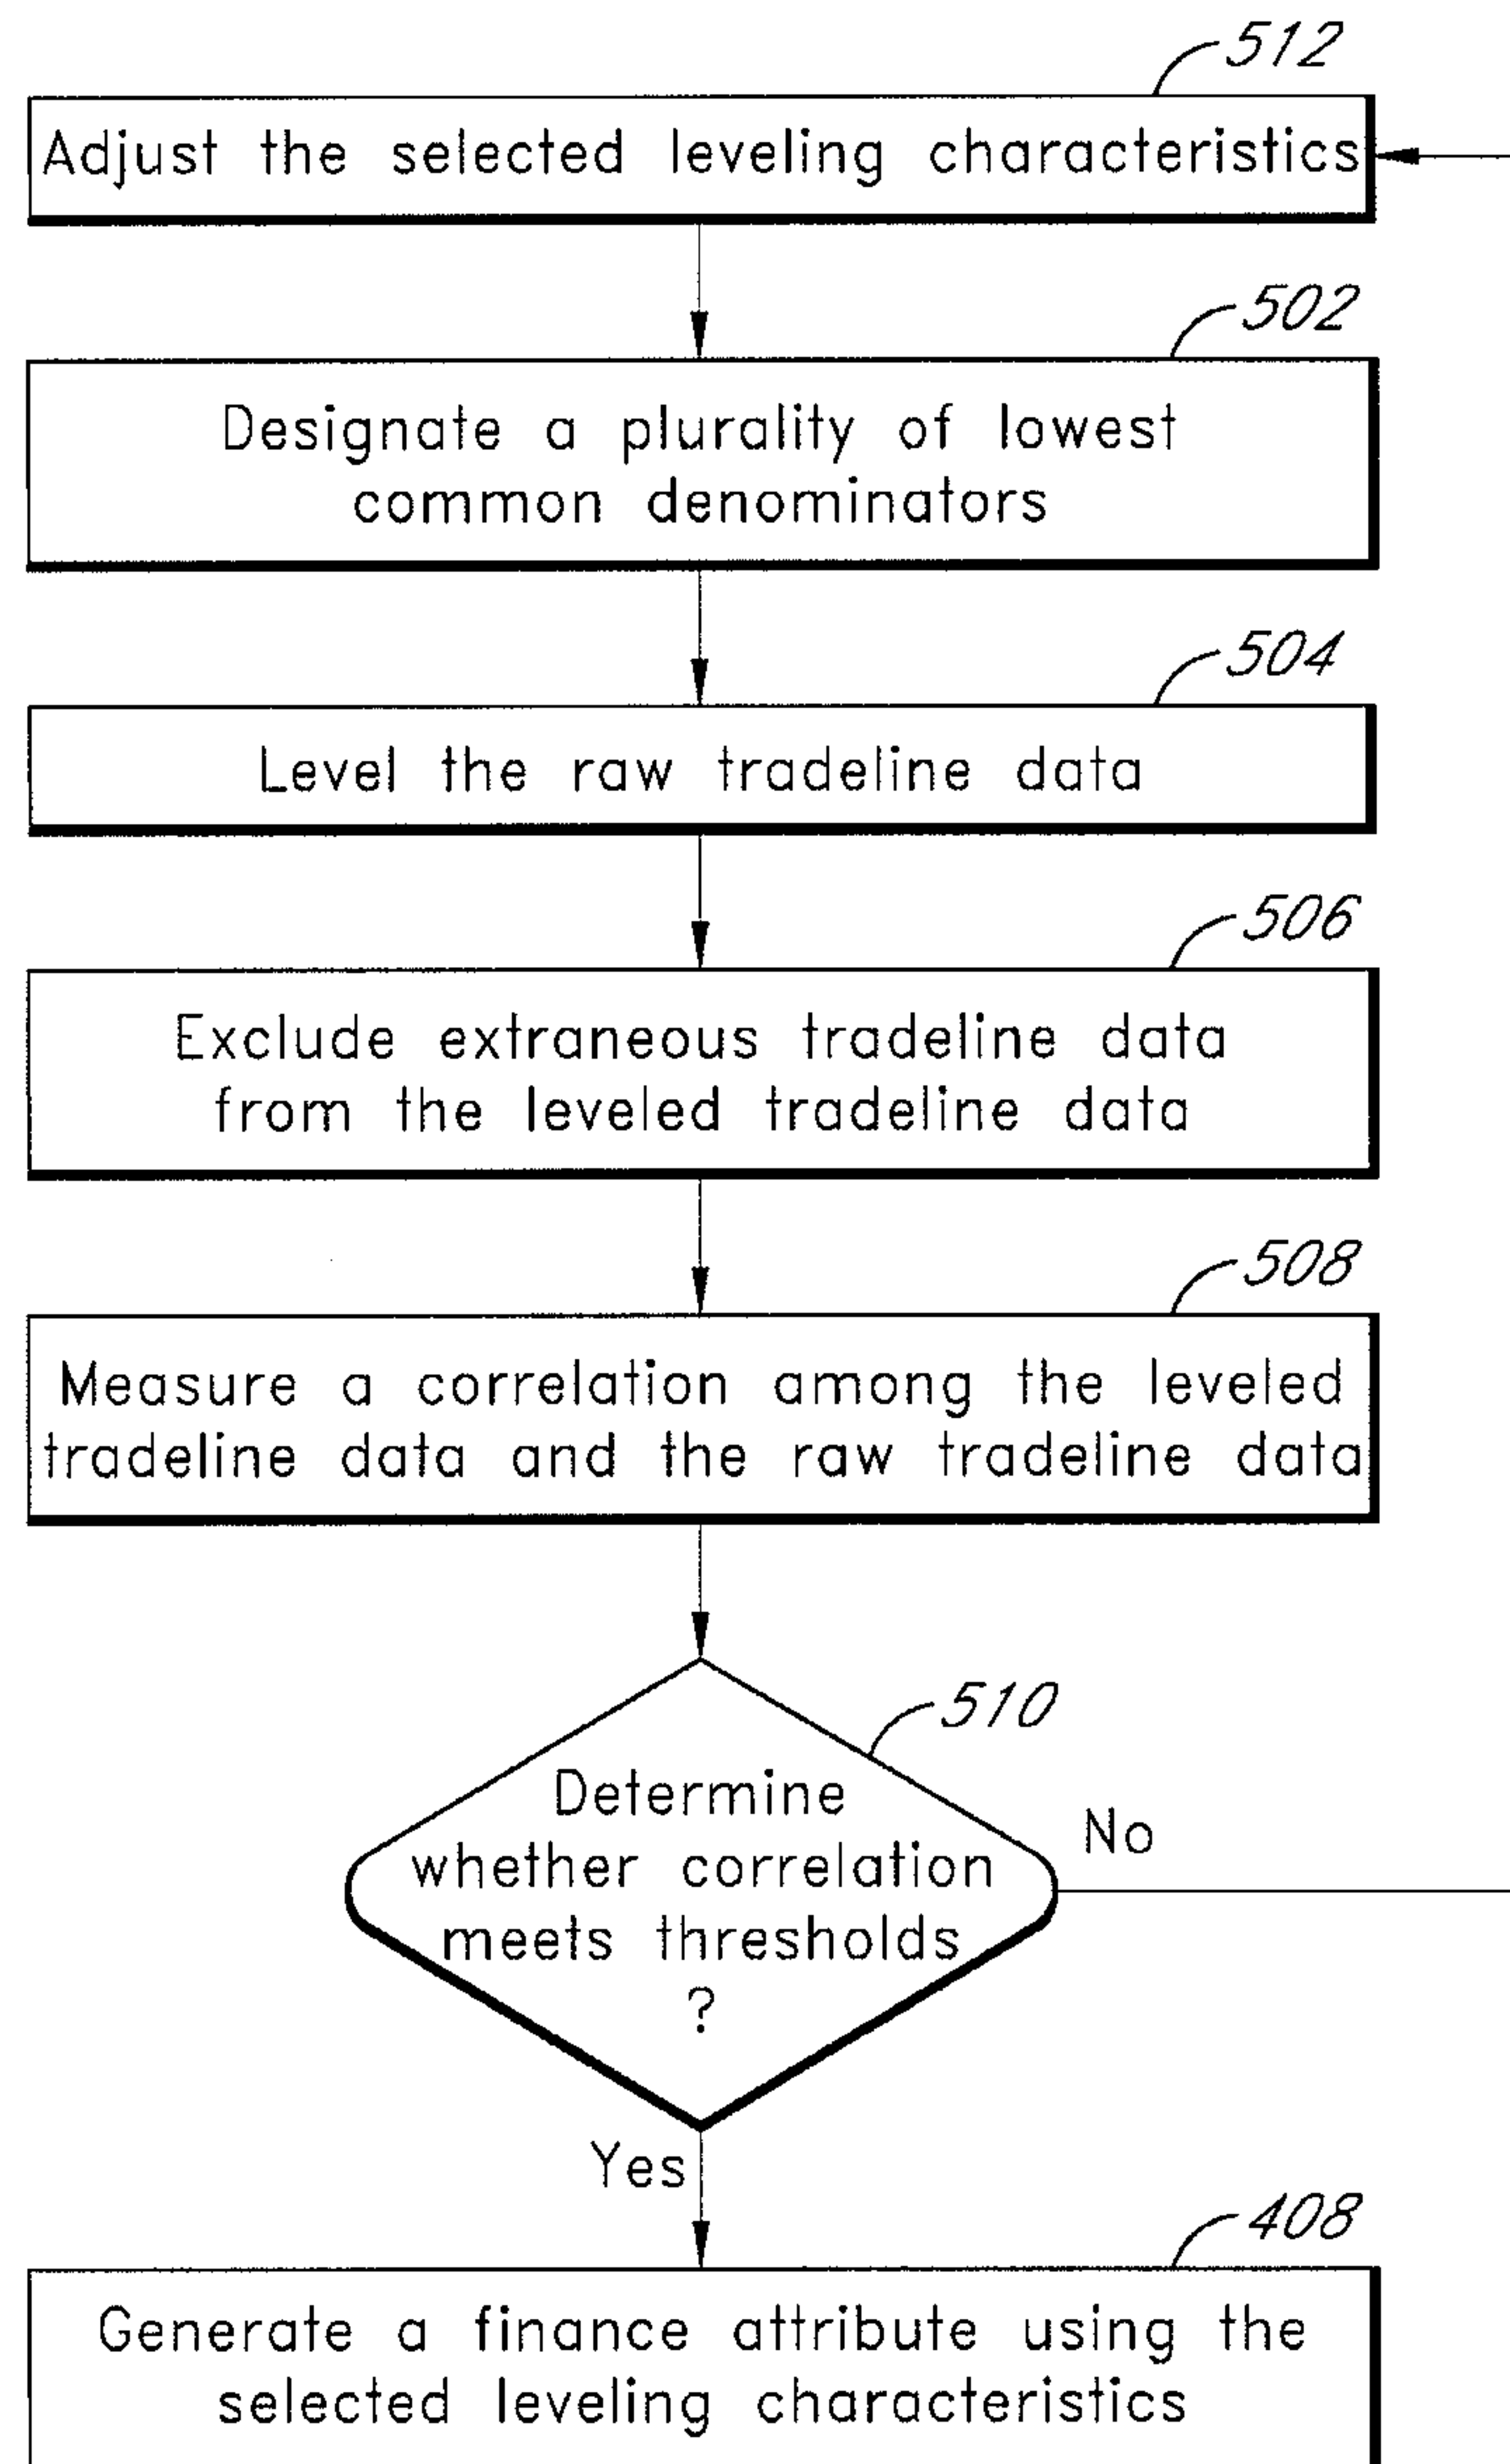 512
Adjust the selected leveling characteristics
502
Designate a plurality of lowest
common denominators
504
Level the raw tradeline data
506
Exclude extraneous tradeline data
from the leveled tradeline data
508
Measure a correlation among the leveled
tradeline data and the raw tradeline data
510
Determine
whether correlation
meets thresholds
?
No
Yes
408
Generate a finance attribute using the
selected leveling characteristics